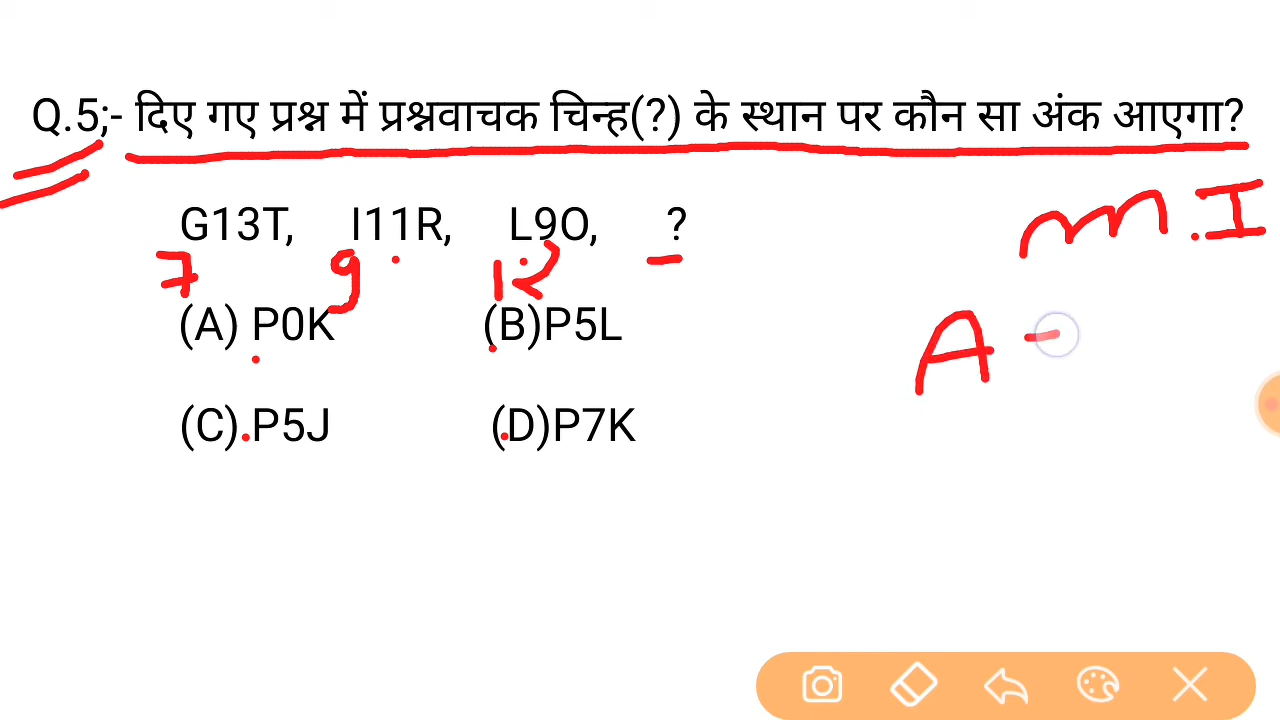 Q.5;- दिए गए प्रश्न में प्रश्नवाचक चिन्ह(?) के स्थान पर कौन सा अंक आएगा?
G13T, I11R, L9O, ?
M.I
7 9 12
(A) P0K (B)P5L
A -
(C) P5J (D)P7K